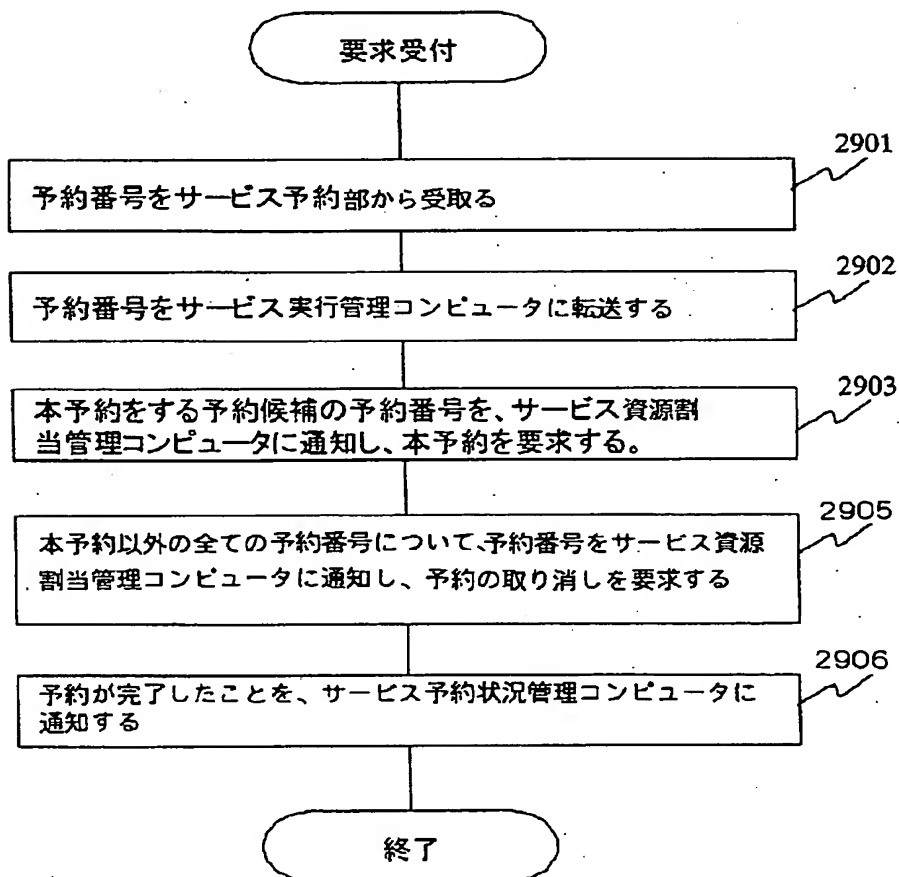 要求受付
2901
予約番号をサービス予約部から受取る
2902
予約番号をサービス実行管理コンピュータに転送する
2903
本予約をする予約候補の予約番号を、サービス資源割
当管理コンピュータに通知し、本予約を要求する。
2905
本予約以外の全ての予約番号について、予約番号をサービス資源
割当管理コンピュータに通知し、予約の取り消しを要求する
2906
予約が完了したことを、サービス予約状況管理コンピュータに
通知する
終了